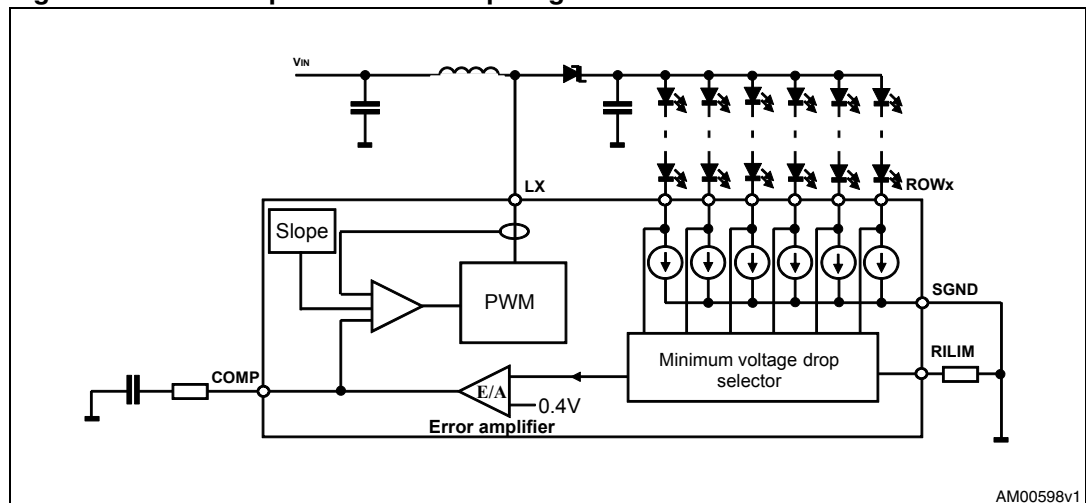 VIN
LX
ROWx
Slope
PWM
SGND
Minimum voltage drop
selector
RILIM
COMP
E/A
0.4V
Error amplifier
AM00598v1